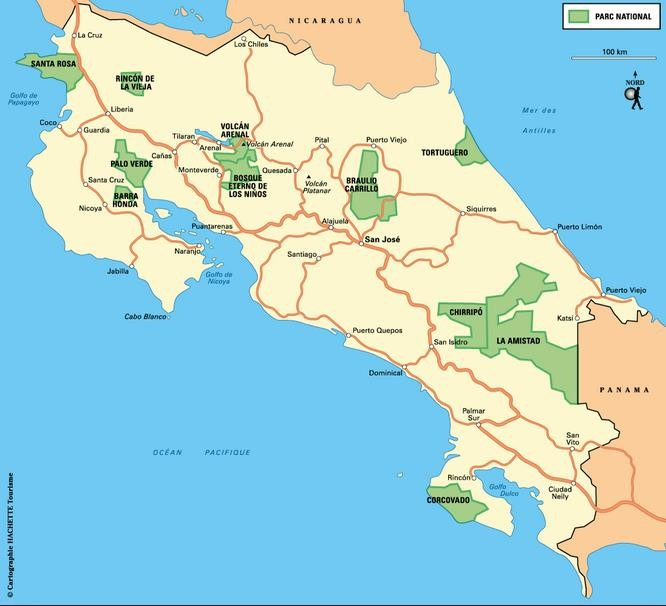 NICARAGUA
PARC NATIONAL
100 km
NORD
La Cruz
Los Chiles
SANTA ROSA
RINCÓN DE
LA VIEJA
Golfo de
Papagayo
Liberia
Mer des
Antilles
Coco
Guardia
VOLCÁN
ARENAL
Tilaran
Arenal
Volcán Arenal
Pital
Puerto Viejo
TORTUGUERO
Cañas
PALO VERDE
Monteverde
Quesada
BOSQUE
ETERNO DE
LOS NIÑOS
Volcán
Platanar
BRAULIO
CARRILLO
Santa Cruz
BARRA
HONDA
Nicoya
Siquirres
Puntarenas
Alajuela
San José
Puerto Limón
Naranjo
Santiago
Jabilla
Golfo de
Nicoya
Puerto Viejo
Cabo Blanco
CHIRRIPÓ
Katsi
LA AMISTAD
Puerto Quepos
San Isidro
Dominical
PANAMA
Palmar
Sur
San
Vito
OCÉAN PACIFIQUE
Rincón
Golfo
Dulce
Ciudad
Neily
CORCOVADO
© Cartographie HACHETTE Tourisme